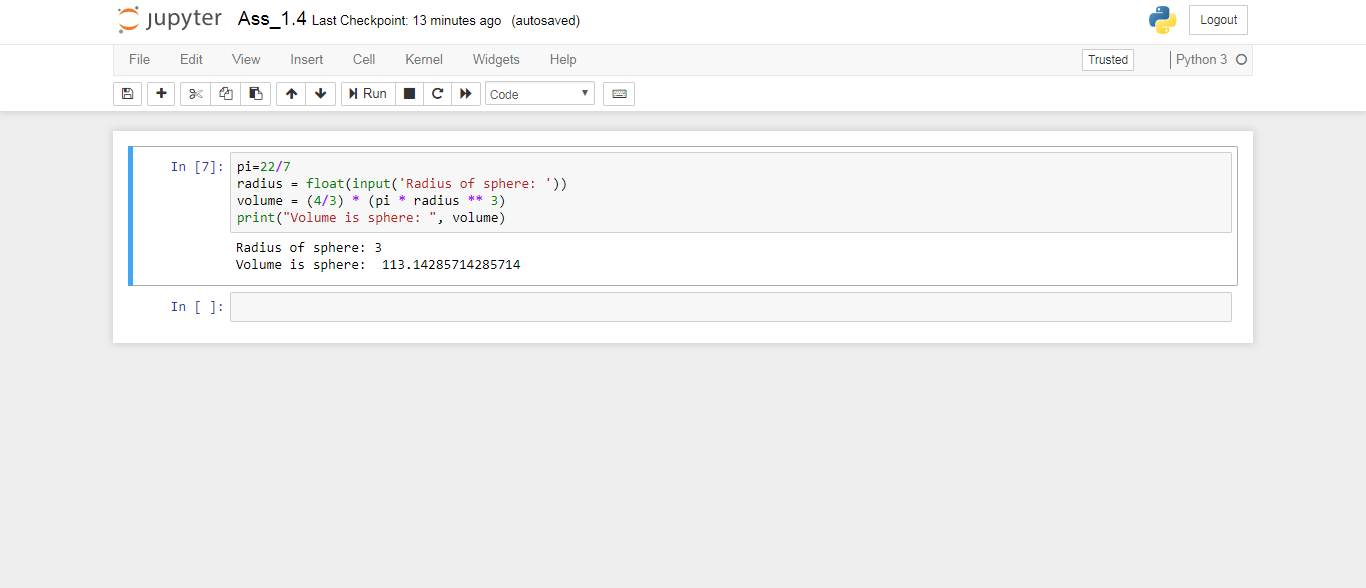 jupyter Ass_1.4 Last Checkpoint: 13 minutes ago (autosaved) Logout
File Edit View Insert Cell Kernel Widgets Help Trusted Python 3
Run Code
In [7]: pi=22/7
radius = float(input('Radius of sphere: '))
volume = (4/3) * (pi * radius ** 3)
print("Volume is sphere: ", volume)
Radius of sphere: 3
Volume is sphere:  113.14285714285714
In [ ]: